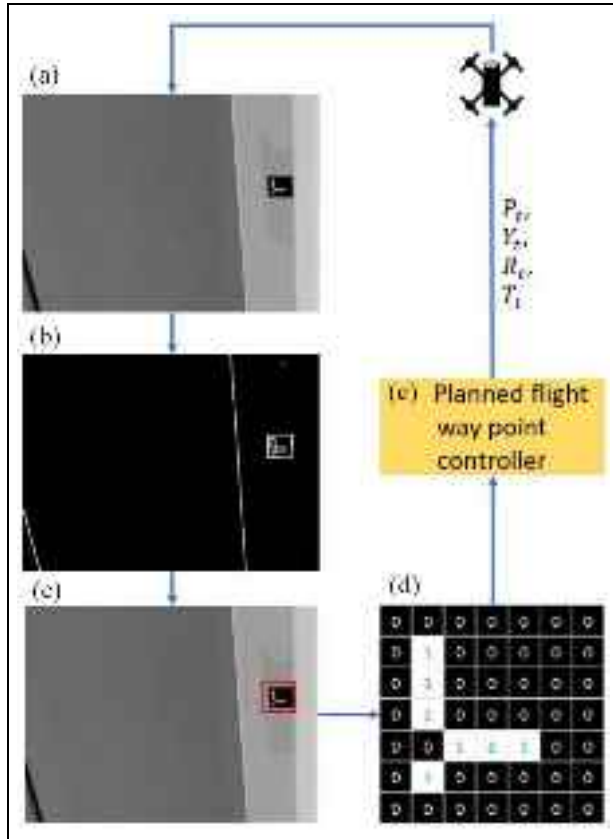 (a)
P_t,
Y_t,
R_t,
T_t
(b)
(e) Planned flight
way point
controller
(c)
(d)
0 0 0 0 0 0 0
0 1 0 0 0 0 0
0 1 0 0 0 0 0
0 1 0 0 0 0 0
0 0 1 1 1 0 0
0 1 0 0 0 0 0
0 0 0 0 0 0 0